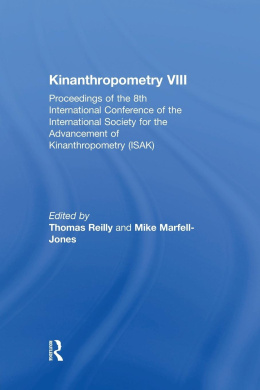 Kinanthropometry VIII
Proceedings of the 8th
International Conference of the
International Society for the
Advancement of
Kinanthropometry (ISAK)
Edited by
Thomas Reilly and Mike Marfell-
Jones
Routledge